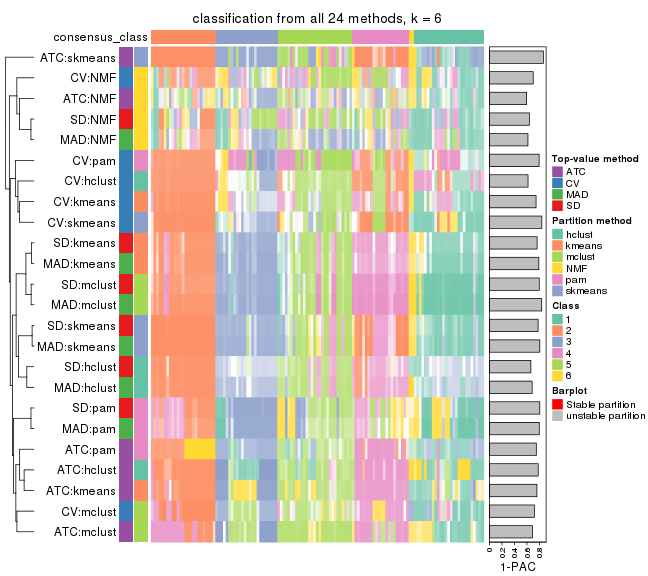 classification from all 24 methods, k = 6
consensus_class
ATC:skmeans
CV:NMF
ATC:NMF
SD:NMF
MAD:NMF
CV:pam
CV:hclust
CV:kmeans
CV:skmeans
SD:kmeans
MAD:kmeans
SD:mclust
MAD:mclust
SD:skmeans
MAD:skmeans
SD:hclust
MAD:hclust
SD:pam
MAD:pam
ATC:pam
ATC:hclust
ATC:kmeans
CV:mclust
ATC:mclust
0
0.2
0.4
0.6
0.8
1-PAC
Top-value method
ATC
CV
MAD
SD
Partition method
hclust
kmeans
mclust
NMF
pam
skmeans
Class
1
2
3
4
5
6
Barplot
Stable partition
unstable partition